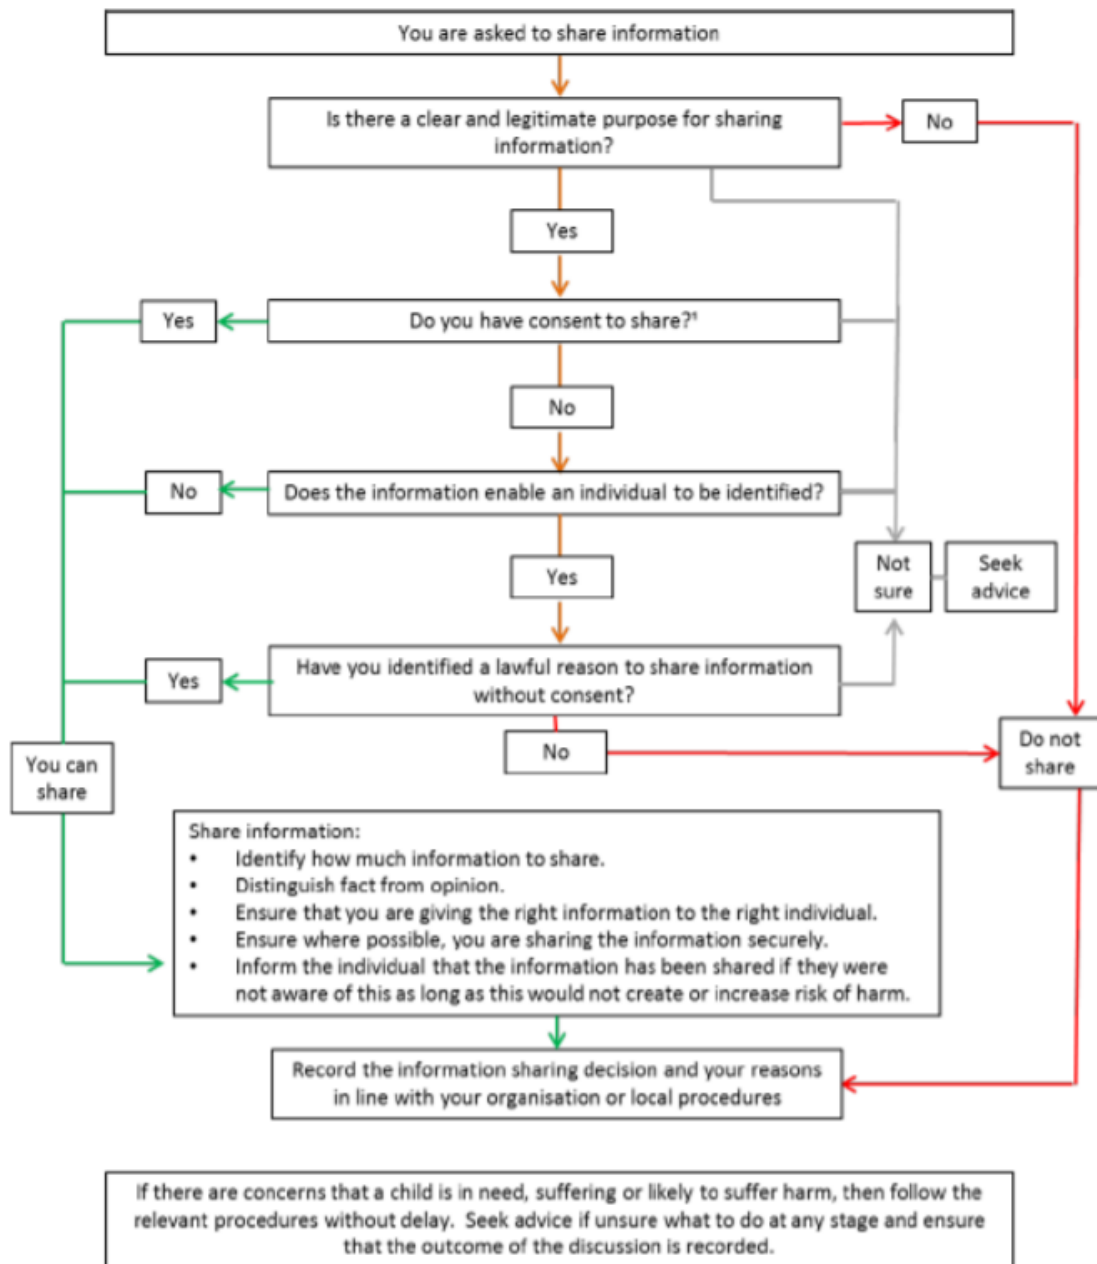 You are asked to share information
Is there a clear and legitimate purpose for sharing
information?
No
Yes
Yes
Do you have consent to share?¹
No
No
Does the information enable an individual to be identified?
Not
sure
Seek
advice
Yes
Yes
Have you identified a lawful reason to share information
without consent?
No
Do not
share
You can
share
Share information:
• Identify how much information to share.
• Distinguish fact from opinion.
• Ensure that you are giving the right information to the right individual.
• Ensure where possible, you are sharing the information securely.
• Inform the individual that the information has been shared if they were
not aware of this as long as this would not create or increase risk of harm.
Record the information sharing decision and your reasons
in line with your organisation or local procedures
If there are concerns that a child is in need, suffering or likely to suffer harm, then follow the
relevant procedures without delay. Seek advice if unsure what to do at any stage and ensure
that the outcome of the discussion is recorded.